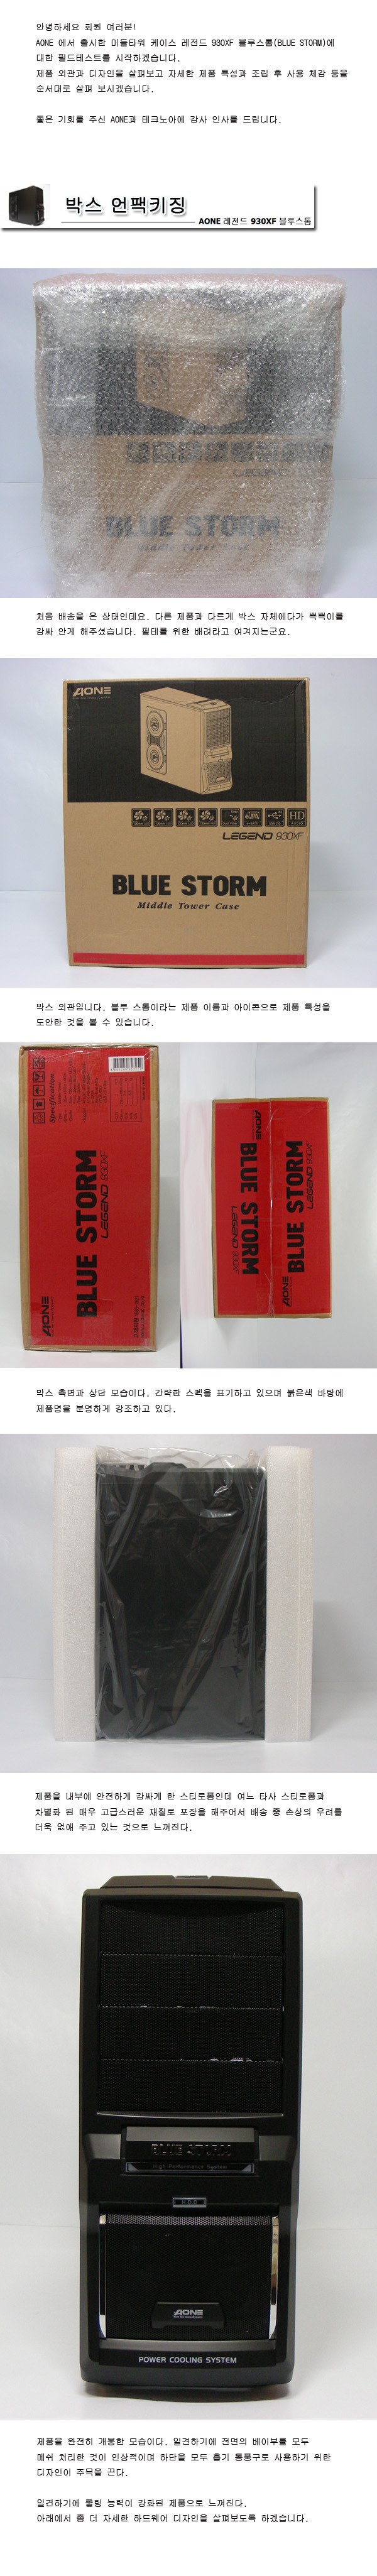 안녕하세요 회원 여러분!
AONE 에서 출시한 미들타워 케이스 레전드 930XF 블루스톰(BLUE STORM)에
대한 필드테스트를 시작하겠습니다.
제품 외관과 디자인을 살펴보고 자세한 제품 특성과 조립 후 사용 체감 등을
순서대로 살펴 보시겠습니다.
좋은 기회를 주신 AONE과 테크노아에 감사 인사를 드립니다.
박스 언팩키징
AONE 레전드 930XF 블루스톰
LEGEND
BLUE STORM
Middle Tower Case
처음 배송을 온 상태인데요. 다른 제품과 다르게 박스 자체에다가 뽁뽁이를
감싸 안게 해주셨습니다. 필테를 위한 배려라고 여겨지는군요.
AONE
HD
LEGEND 930XF
BLUE STORM
Middle Tower Case
박스 외관입니다. 블루 스톰이라는 제품 이름과 아이콘으로 제품 특성을
도안한 것을 볼 수 있습니다.
Specification
BLUE STORM
LEGEND 930XF
AONE
AONE
BLUE STORM
LEGEND 930XF
BLUE STORM
LEGEND 930XF
AONE
박스 측면과 상단 모습이다. 간략한 스펙을 표기하고 있으며 붉은색 바탕에
제품명을 분명하게 강조하고 있다.
제품을 내부에 안전하게 감싸게 한 스티로폼인데 여느 타사 스티로폼과
차별화 된 매우 고급스러운 재질로 포장을 해주어서 배송 중 손상의 우려를
더욱 없애 주고 있는 것으로 느껴진다.
BLUE STORM
High Performance System
AONE
POWER COOLING SYSTEM
제품을 완전히 개봉한 모습이다. 일견하기에 전면의 베이부를 모두
메쉬 처리한 것이 인상적이며 하단을 모두 흡기 통풍구로 사용하기 위한
디자인이 주목을 끈다.
일견하기에 쿨링 능력이 강화된 제품으로 느껴진다.
아래에서 좀 더 자세한 하드웨어 디자인을 살펴보도록 하겠습니다.